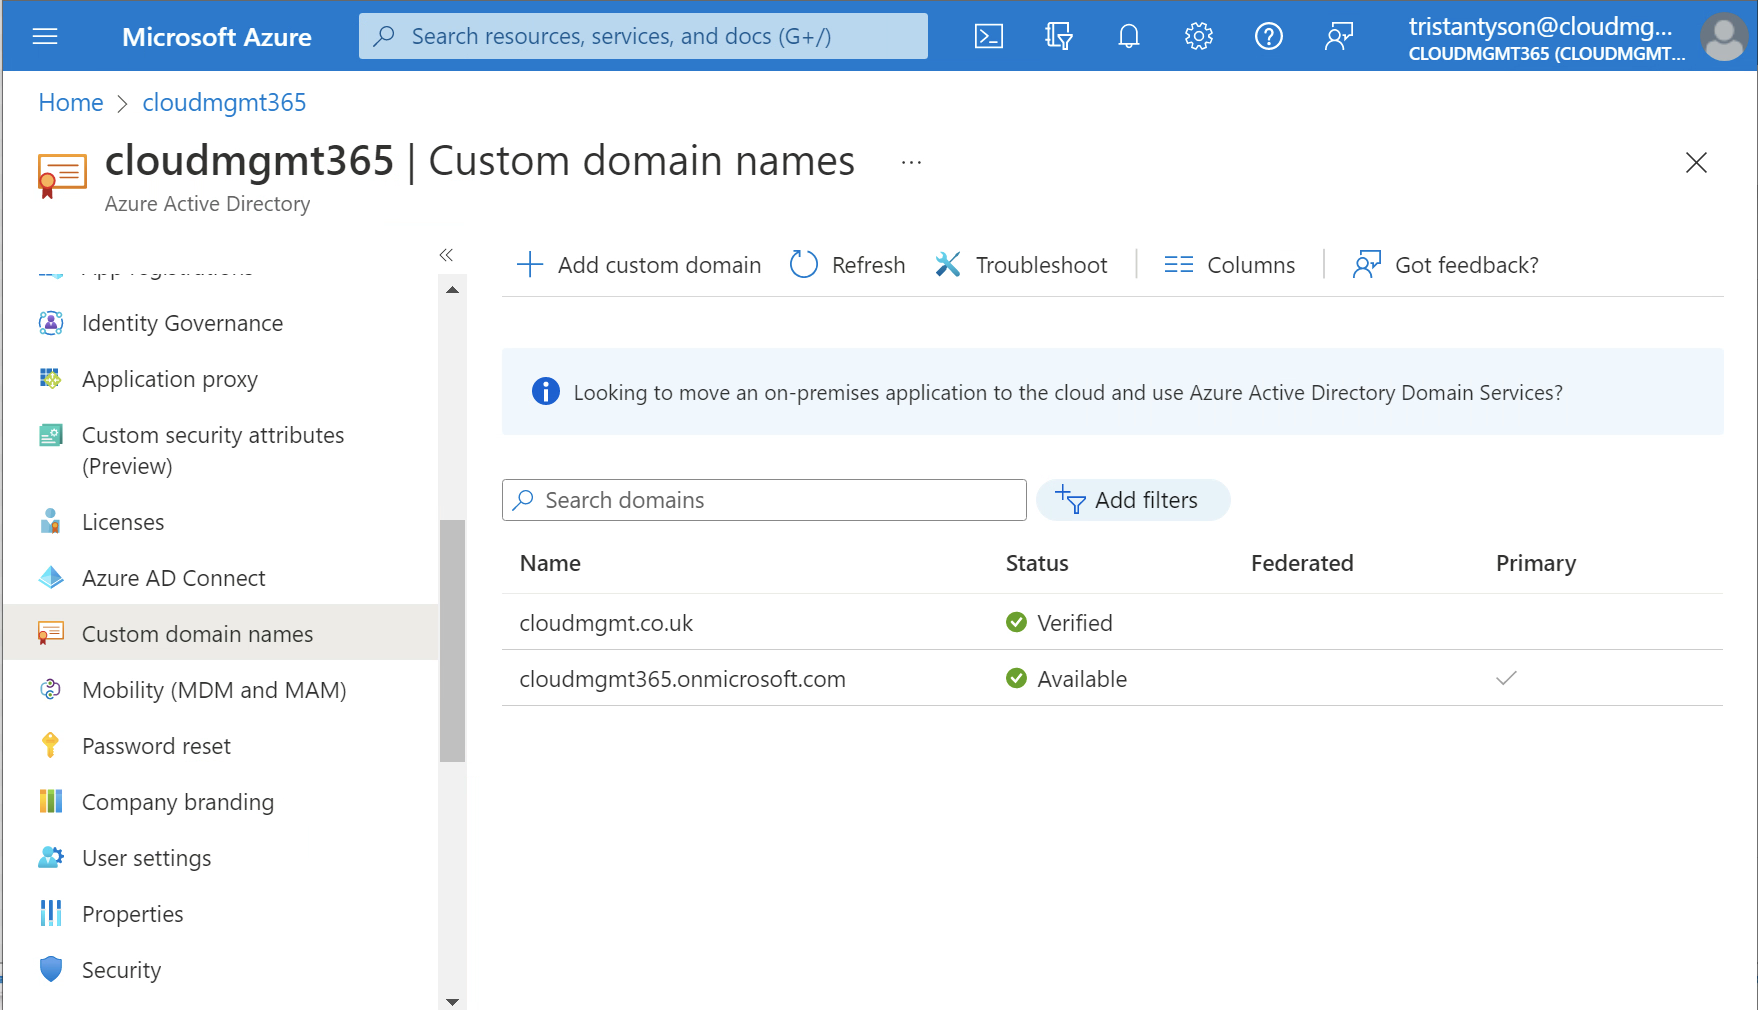 Microsoft Azure
Search resources, services, and docs (G+/)
tristantyson@cloudmg...
CLOUDMGMT365 (CLOUDMGMT...
Home > cloudmgmt365
cloudmgmt365 | Custom domain names ...
Azure Active Directory
App registrations
Identity Governance
Application proxy
Custom security attributes
(Preview)
Licenses
Azure AD Connect
Custom domain names
Mobility (MDM and MAM)
Password reset
Company branding
User settings
Properties
Security
Add custom domain Refresh Troubleshoot Columns Got feedback?
Looking to move an on-premises application to the cloud and use Azure Active Directory Domain Services?
Search domains Add filters
Name Status Federated Primary
cloudmgmt.co.uk Verified
cloudmgmt365.onmicrosoft.com Available